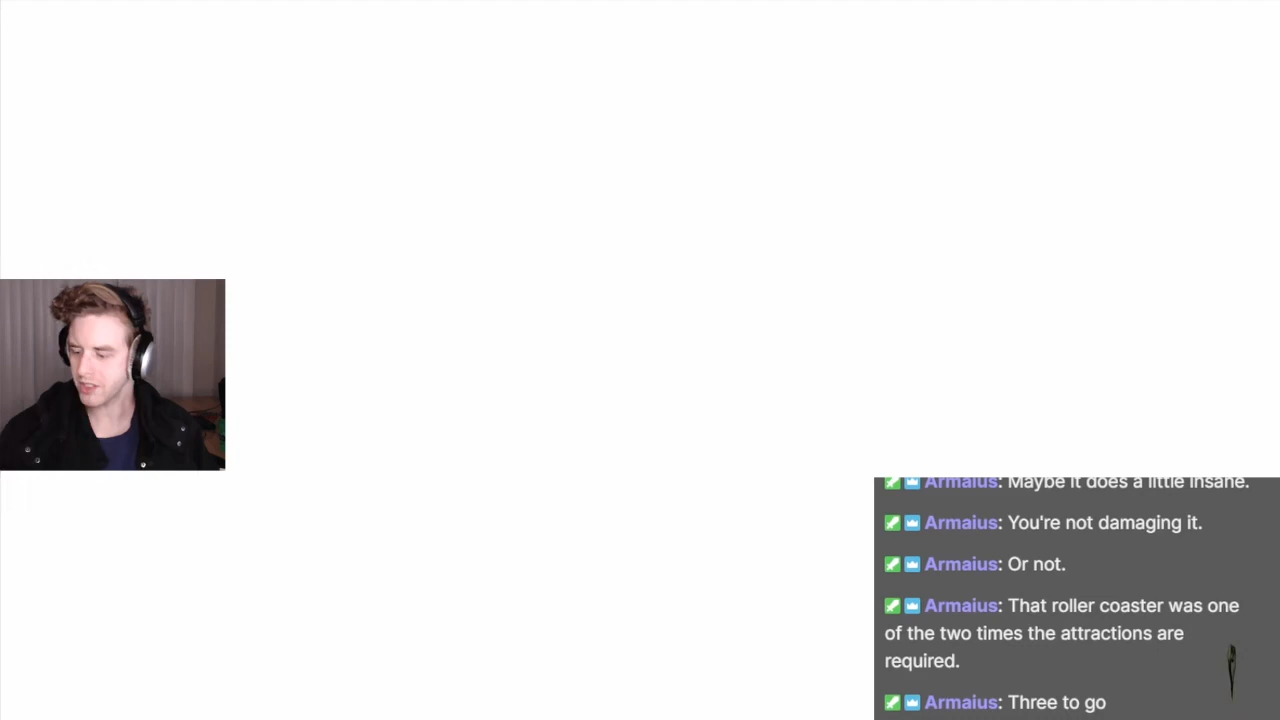 Armaius: Maybe it does a little insane.
Armaius: You're not damaging it.
Armaius: Or not.
Armaius: That roller coaster was one
of the two times the attractions are
required.
Armaius: Three to go